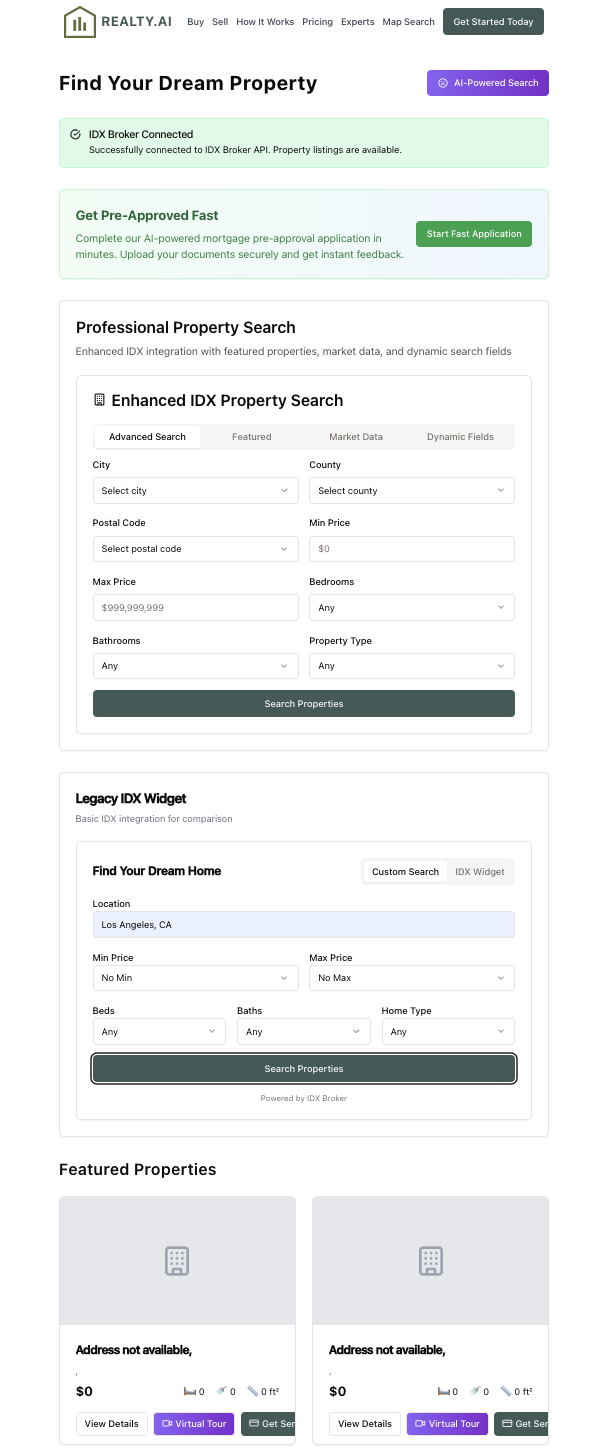 REALTY.AI Buy Sell How It Works Pricing Experts Map Search Get Started Today
Find Your Dream Property AI-Powered Search
IDX Broker Connected
Successfully connected to IDX Broker API. Property listings are available.
Get Pre-Approved Fast
Complete our AI-powered mortgage pre-approval application in
minutes. Upload your documents securely and get instant feedback.
Start Fast Application
Professional Property Search
Enhanced IDX integration with featured properties, market data, and dynamic search fields
Enhanced IDX Property Search
Advanced Search Featured Market Data Dynamic Fields
City County
Select city Select county
Postal Code Min Price
Select postal code $0
Max Price Bedrooms
$999,999,999 Any
Bathrooms Property Type
Any Any
Search Properties
Legacy IDX Widget
Basic IDX integration for comparison
Find Your Dream Home Custom Search IDX Widget
Location
Los Angeles, CA
Min Price Max Price
No Min No Max
Beds Baths Home Type
Any Any Any
Search Properties
Powered by IDX Broker
Featured Properties
Address not available, Address not available,
, ,
$0 0 0 0 ft² $0 0 0 0 ft²
View Details Virtual Tour Get Ser View Details Virtual Tour Get Ser